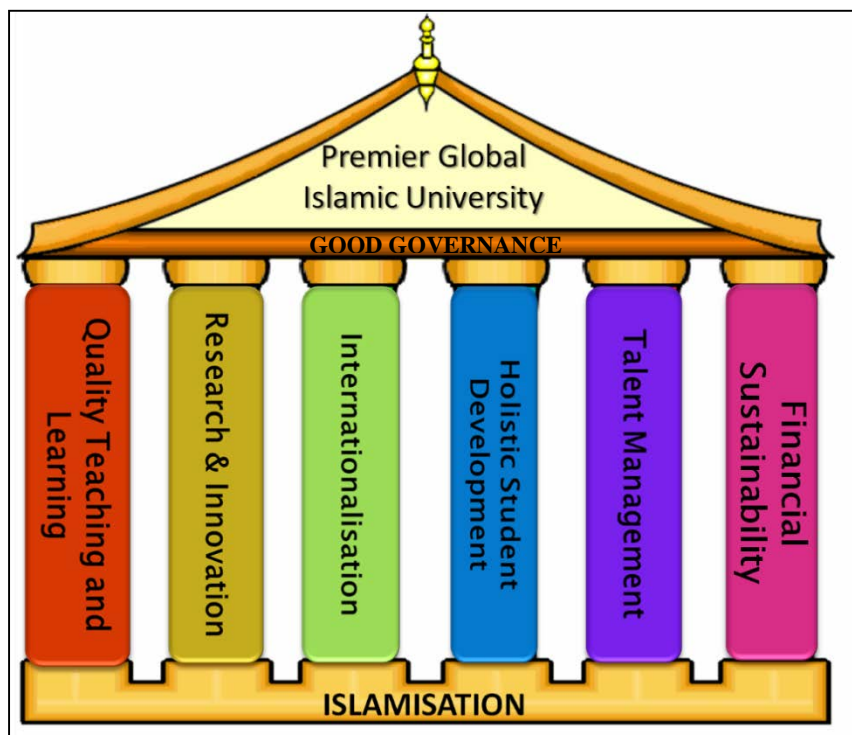 Premier Global
Islamic University
GOOD GOVERNANCE
Quality Teaching and
Learning
Research & Innovation
Internationalisation
Holistic Student
Development
Talent Management
Financial
Sustainability
ISLAMISATION